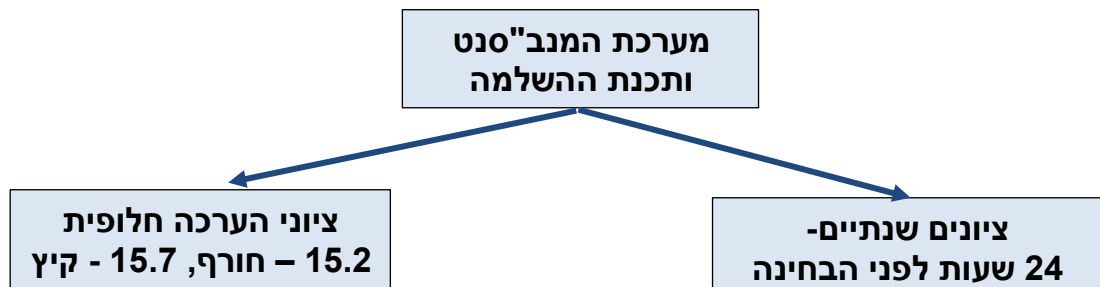 מערכת המנב"סנט
ותכנת ההשלמה
ציונים שנתיים-
24 שעות לפני הבחינה
ציוני הערכה חלופית
15.2 – חורף, 15.7 - קיץ